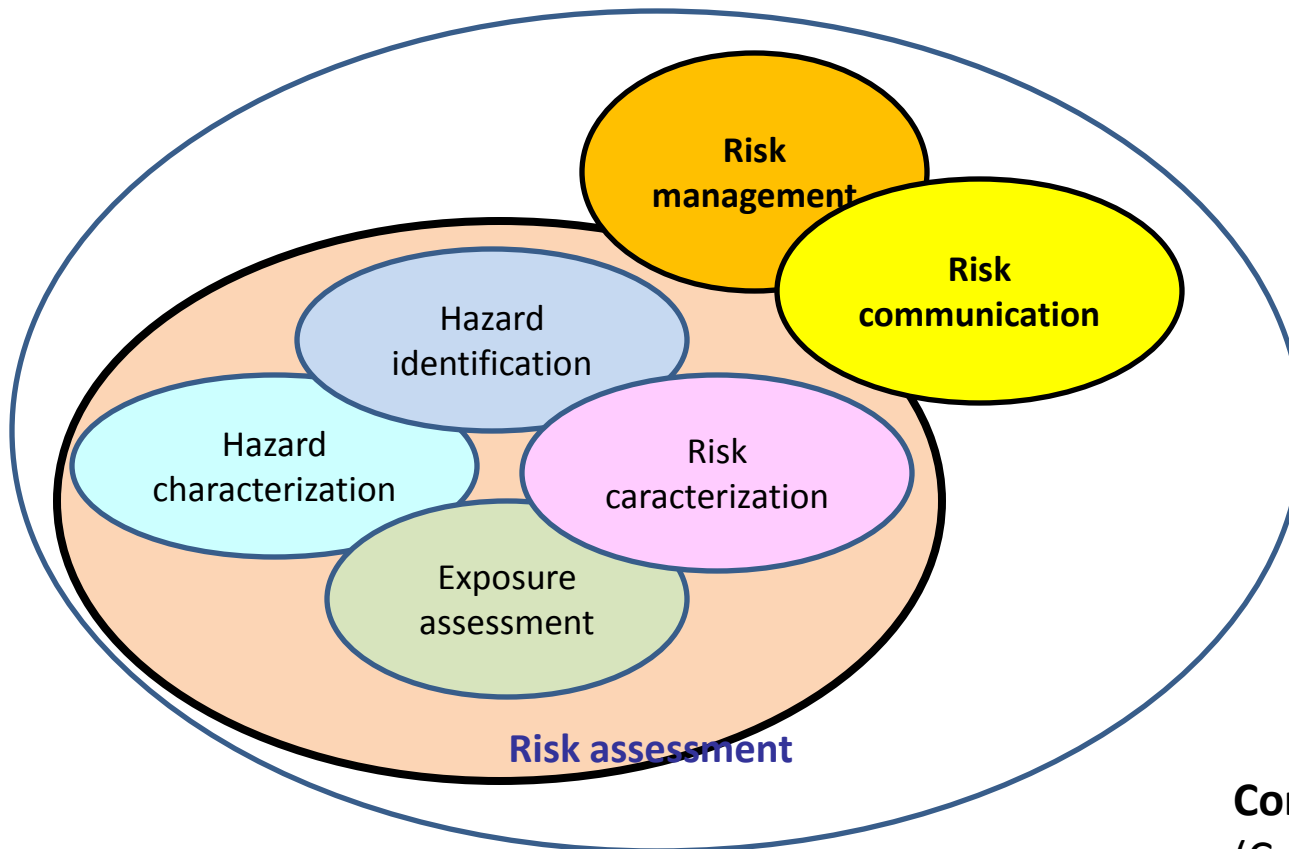 Risk
management
Risk
communication
Hazard
identification
Hazard
characterization
Risk
caracterization
Exposure
assessment
Risk assessment